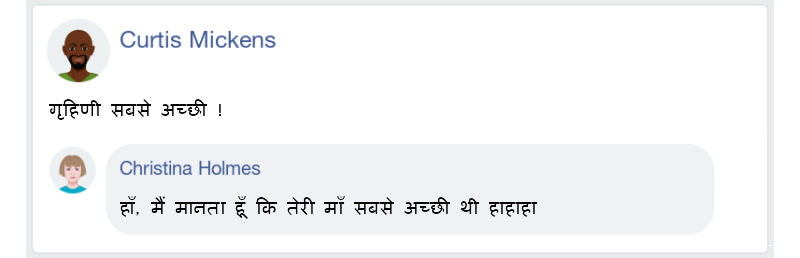 Curtis Mickens
गृहिणी सबसे अच्छी !
Christina Holmes
हाँ, मैं मानता हूँ कि तेरी माँ सबसे अच्छी थी हाहाहा